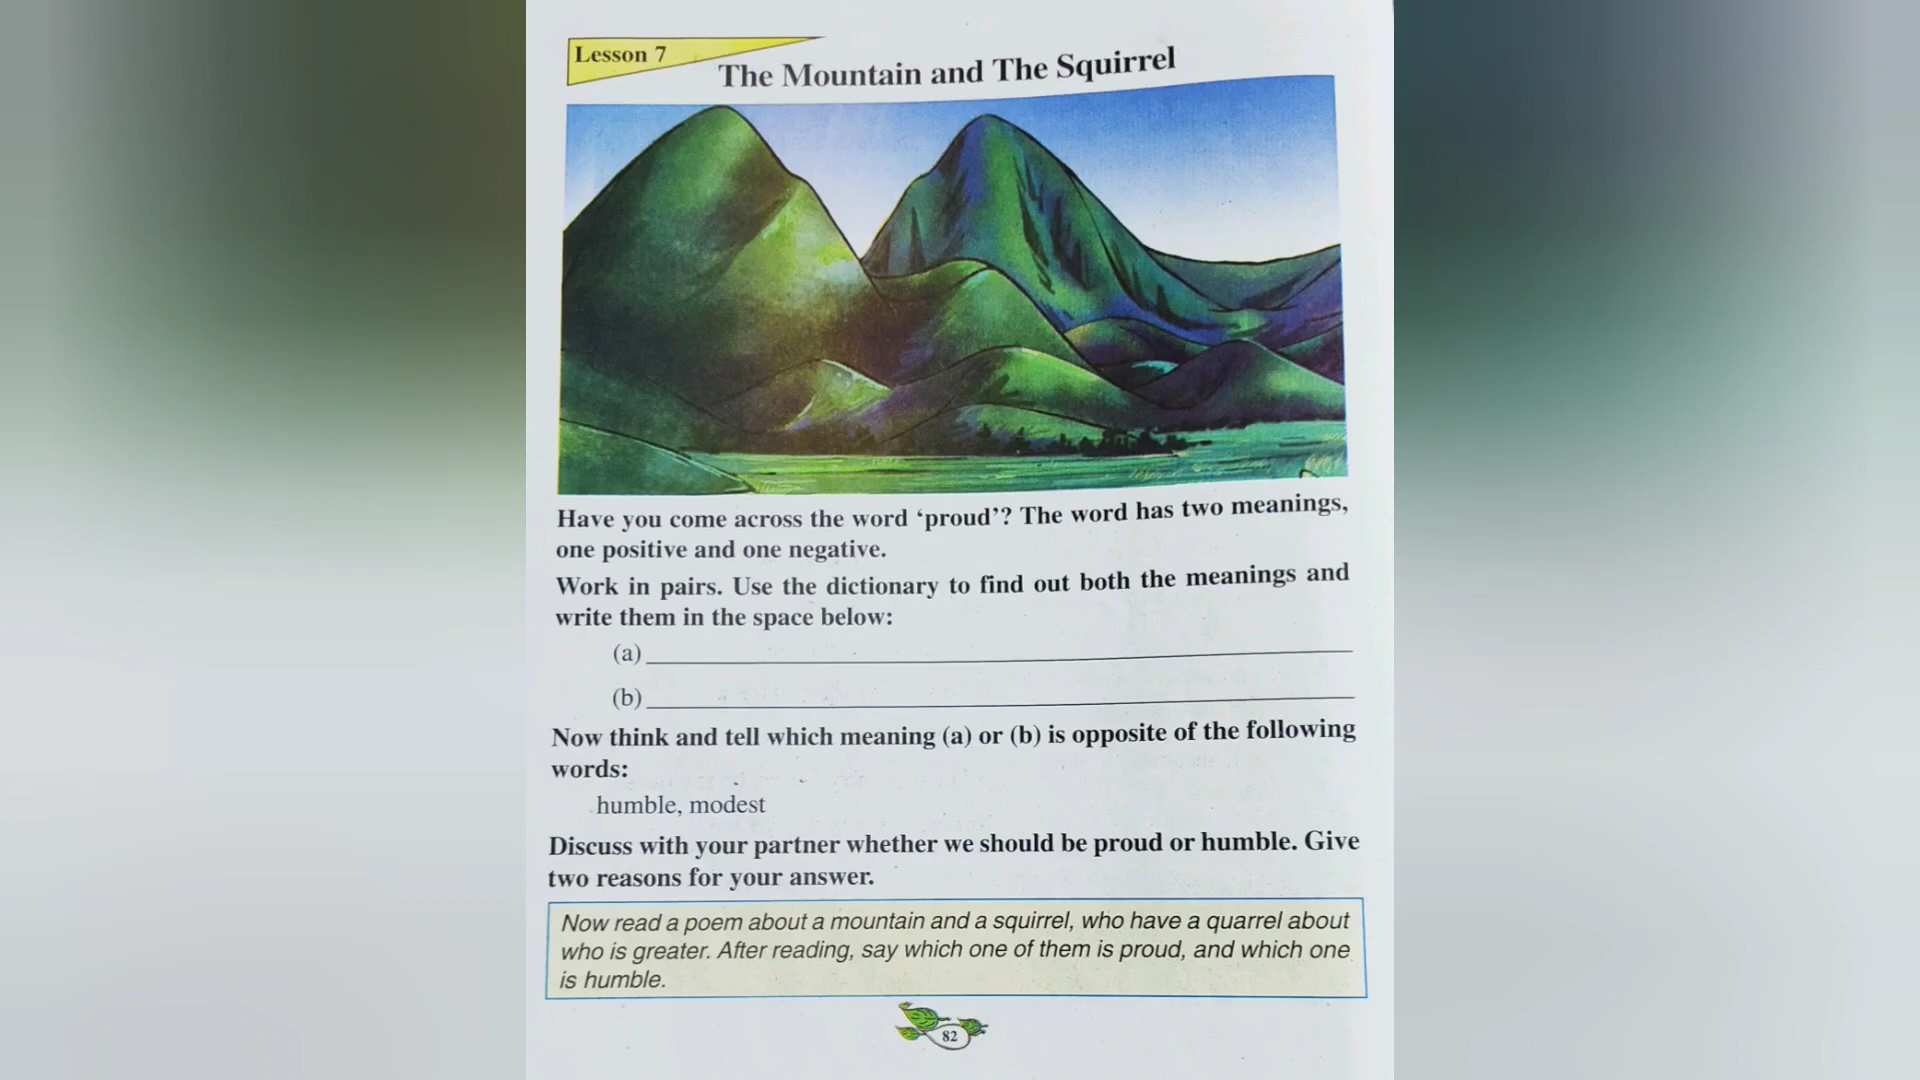 Lesson 7
The Mountain and The Squirrel
Have you come across the word ‘proud’? The word has two meanings,
one positive and one negative.
Work in pairs. Use the dictionary to find out both the meanings and
write them in the space below:
(a)
(b)
Now think and tell which meaning (a) or (b) is opposite of the following
words:
humble, modest
Discuss with your partner whether we should be proud or humble. Give
two reasons for your answer.
Now read a poem about a mountain and a squirrel, who have a quarrel about
who is greater. After reading, say which one of them is proud, and which one
is humble.
82